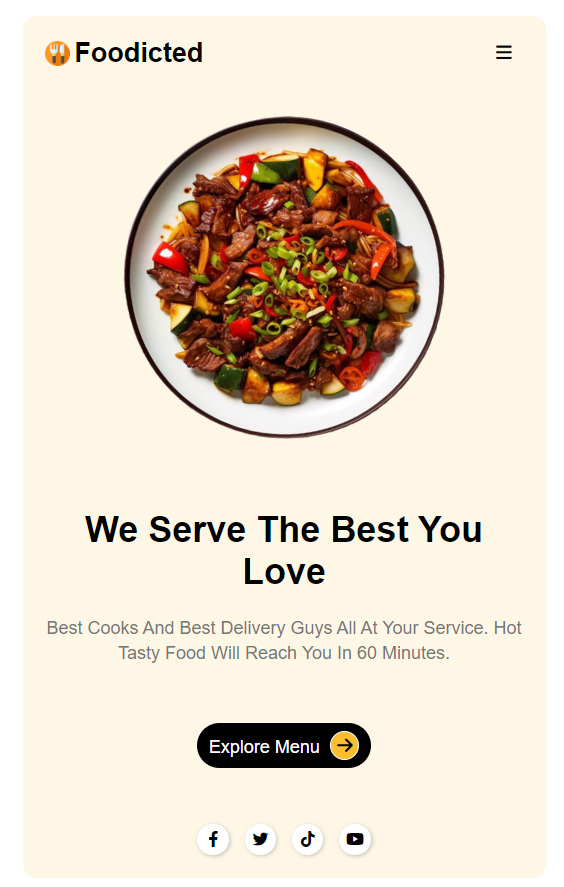 Foodicted
We Serve The Best You
Love
Best Cooks And Best Delivery Guys All At Your Service. Hot
Tasty Food Will Reach You In 60 Minutes.
Explore Menu